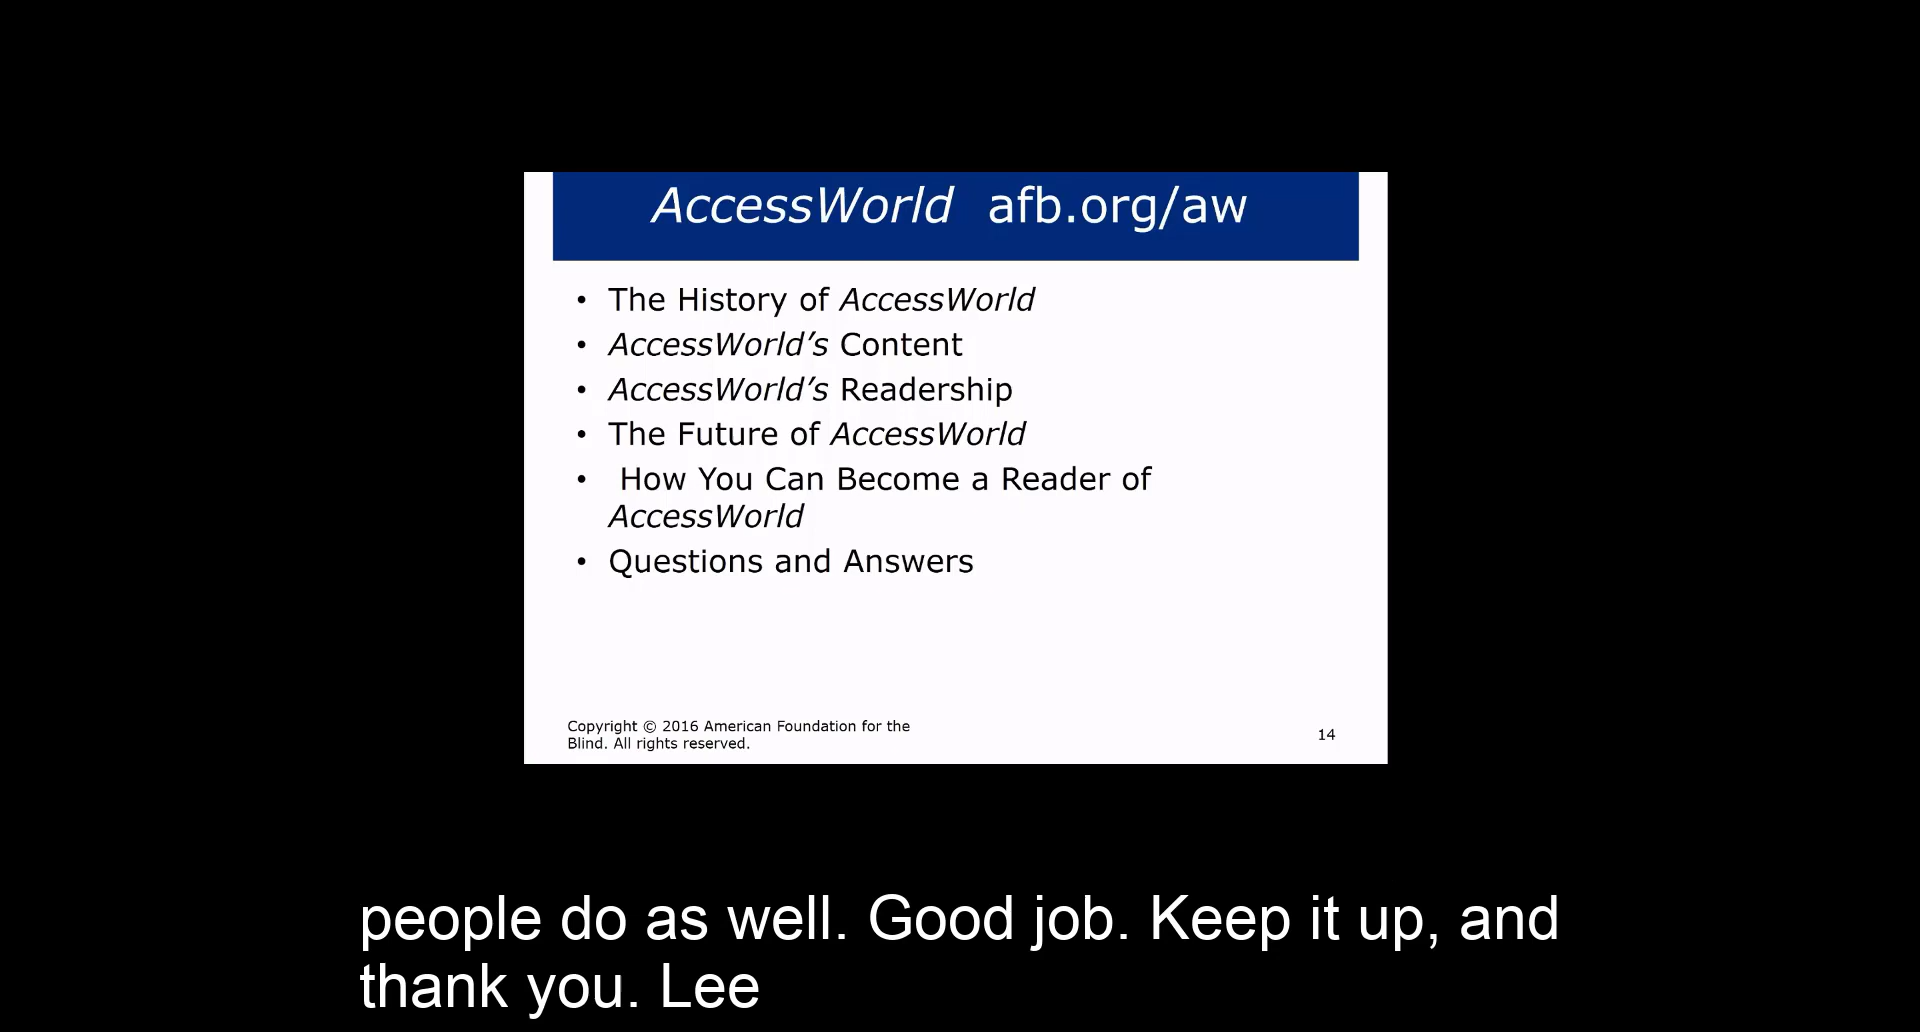 AccessWorld afb.org/aw
• The History of AccessWorld
• AccessWorld’s Content
• AccessWorld’s Readership
• The Future of AccessWorld
• How You Can Become a Reader of
AccessWorld
• Questions and Answers
Copyright © 2016 American Foundation for the
Blind. All rights reserved.
14
people do as well. Good job. Keep it up, and
thank you. Lee